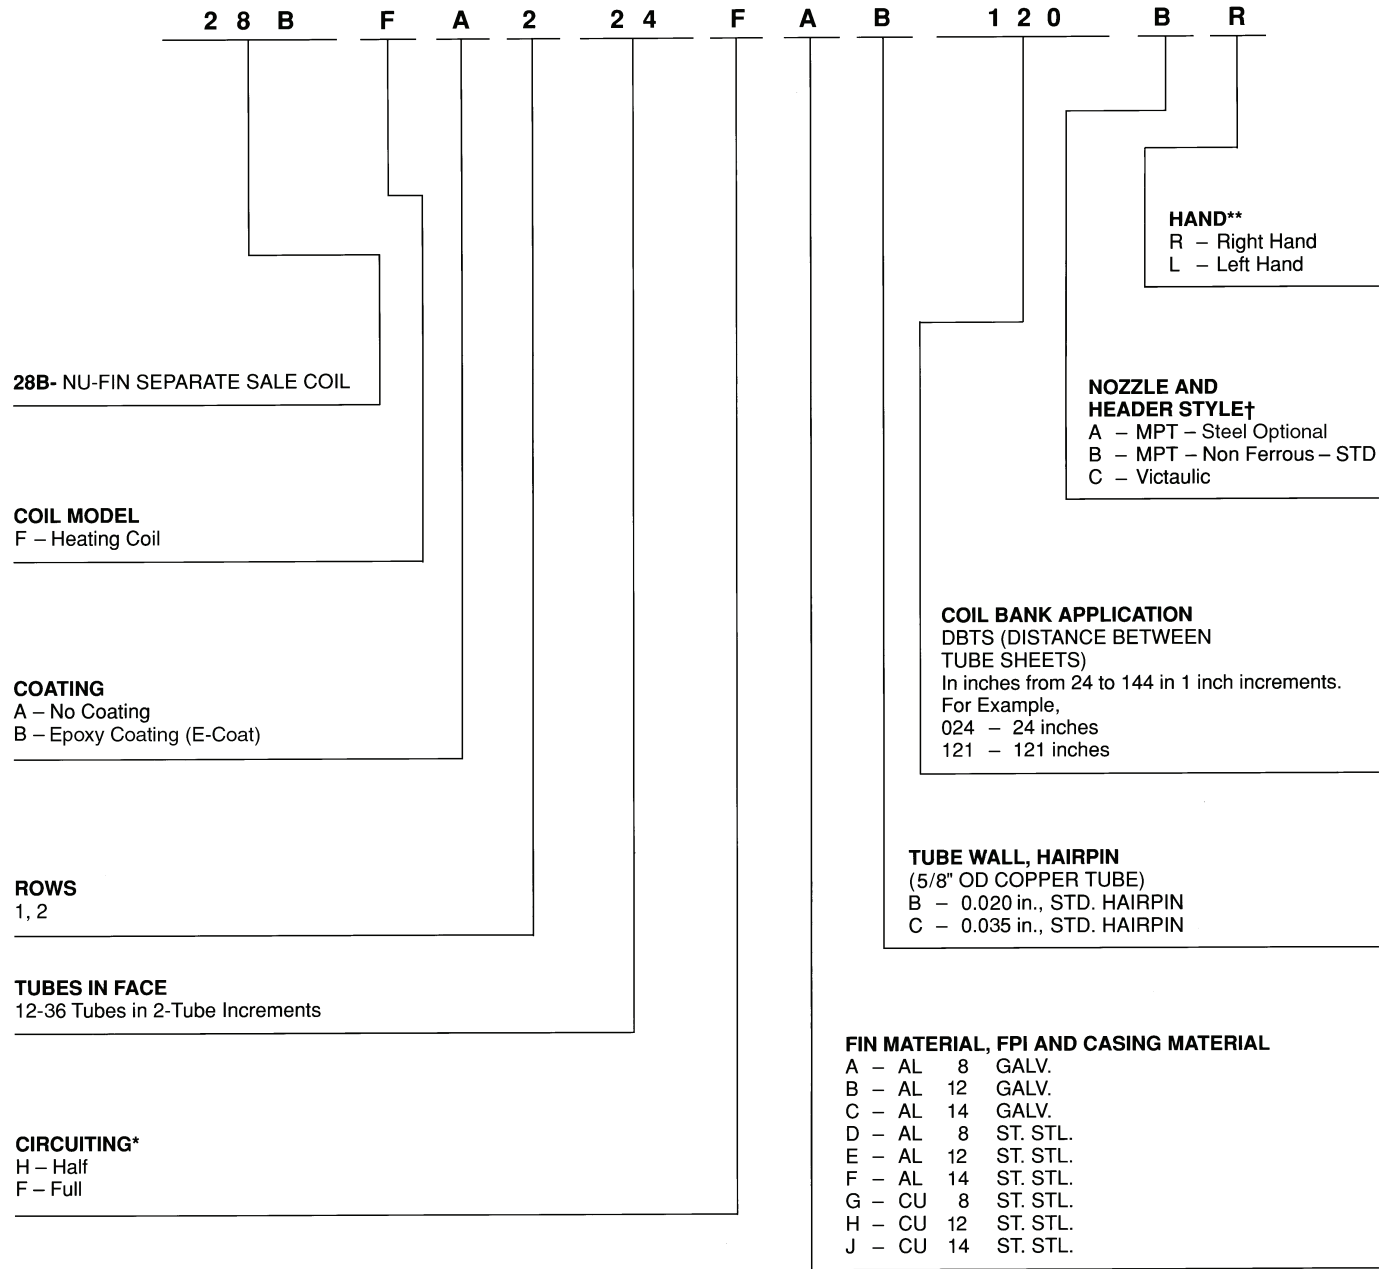 2 8 B F A 2 2 4 F A B 1 2 0 B R
HAND**
R – Right Hand
L – Left Hand
28B- NU-FIN SEPARATE SALE COIL
NOZZLE AND
HEADER STYLE†
A – MPT – Steel Optional
B – MPT – Non Ferrous – STD
C – Victaulic
COIL MODEL
F – Heating Coil
COIL BANK APPLICATION
DBTS (DISTANCE BETWEEN
TUBE SHEETS)
In inches from 24 to 144 in 1 inch increments.
For Example,
024 – 24 inches
121 – 121 inches
COATING
A – No Coating
B – Epoxy Coating (E-Coat)
TUBE WALL, HAIRPIN
(5/8" OD COPPER TUBE)
B – 0.020 in., STD. HAIRPIN
C – 0.035 in., STD. HAIRPIN
ROWS
1, 2
TUBES IN FACE
12-36 Tubes in 2-Tube Increments
FIN MATERIAL, FPI AND CASING MATERIAL
A – AL 8 GALV.
B – AL 12 GALV.
C – AL 14 GALV.
D – AL 8 ST. STL.
E – AL 12 ST. STL.
F – AL 14 ST. STL.
G – CU 8 ST. STL.
H – CU 12 ST. STL.
J – CU 14 ST. STL.
CIRCUITING*
H – Half
F – Full